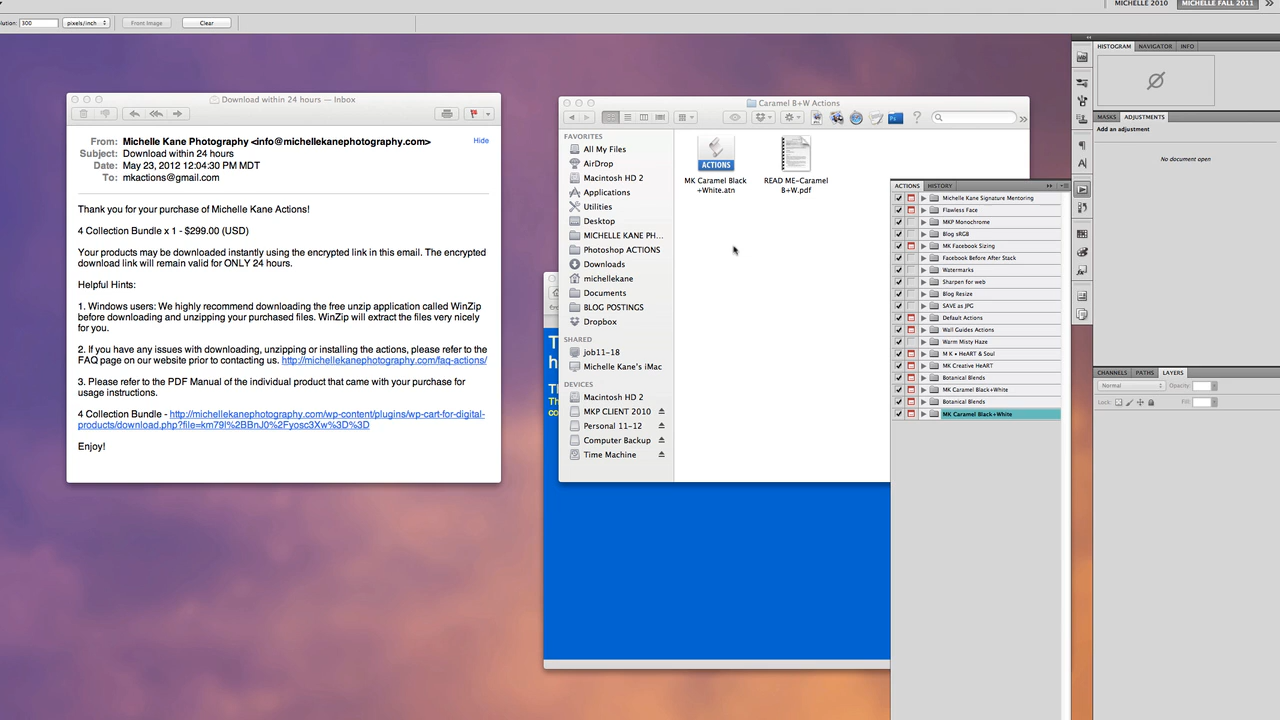 MICHELLE 2010
MICHELLE FALL 2011
300
pixels/inch
Front Image
Clear
Download within 24 hours — Inbox
From: Michelle Kane Photography <info@michellekanephotography.com>
Hide
Subject: Download within 24 hours
Date: May 23, 2012 12:04:30 PM MDT
To: mkactions@gmail.com
Thank you for your purchase of Michelle Kane Actions!
4 Collection Bundle x 1 - $299.00 (USD)
Your products may be downloaded instantly using the encrypted link in this email. The encrypted
download link will remain valid for ONLY 24 hours.
Helpful Hints:
1. Windows users: We highly recommend downloading the free unzip application called WinZip
before downloading and unzipping your purchased files. WinZip will extract the files very nicely
for you.
2. If you have any issues with downloading, unzipping or installing the actions, please refer to the
FAQ page on our website prior to contacting us. http://michellekanephotography.com/faq-actions/
3. Please refer to the PDF Manual of the individual product that came with your purchase for
usage instructions.
4 Collection Bundle - http://michellekanephotography.com/wp-content/plugins/wp-cart-for-digital-
products/download.php?file=km79l%2BBnJ0%2Fyosc3Xw%3D%3D
Enjoy!
Caramel B+W Actions
FAVORITES
All My Files
AirDrop
Macintosh HD 2
Applications
Utilities
Desktop
MICHELLE KANE PH...
Photoshop ACTIONS
Downloads
michellekane
Documents
BLOG POSTINGS
Dropbox
SHARED
job11-18
Michelle Kane's iMac
DEVICES
Macintosh HD 2
MKP CLIENT 2010
Personal 11-12
Computer Backup
Time Machine
ACTIONS
MK Caramel Black
+White.atn
READ ME-Caramel
B+W.pdf
ACTIONS
HISTORY
Michelle Kane Signature Mentoring
Flawless Face
MKP Monochrome
Blog sRGB
MK Facebook Sizing
Facebook Before After Stack
Watermarks
Sharpen for web
Blog Resize
SAVE as JPG
Default Actions
Wall Guides Actions
Warm Misty Haze
M K • HeART & Soul
MK Creative HeART
Botanical Blends
MK Caramel Black+White
Botanical Blends
MK Caramel Black+White
HISTOGRAM
NAVIGATOR
INFO
MASKS
ADJUSTMENTS
Add an adjustment
No document open
CHANNELS
PATHS
LAYERS
Normal
Opacity:
Lock:
Fill: